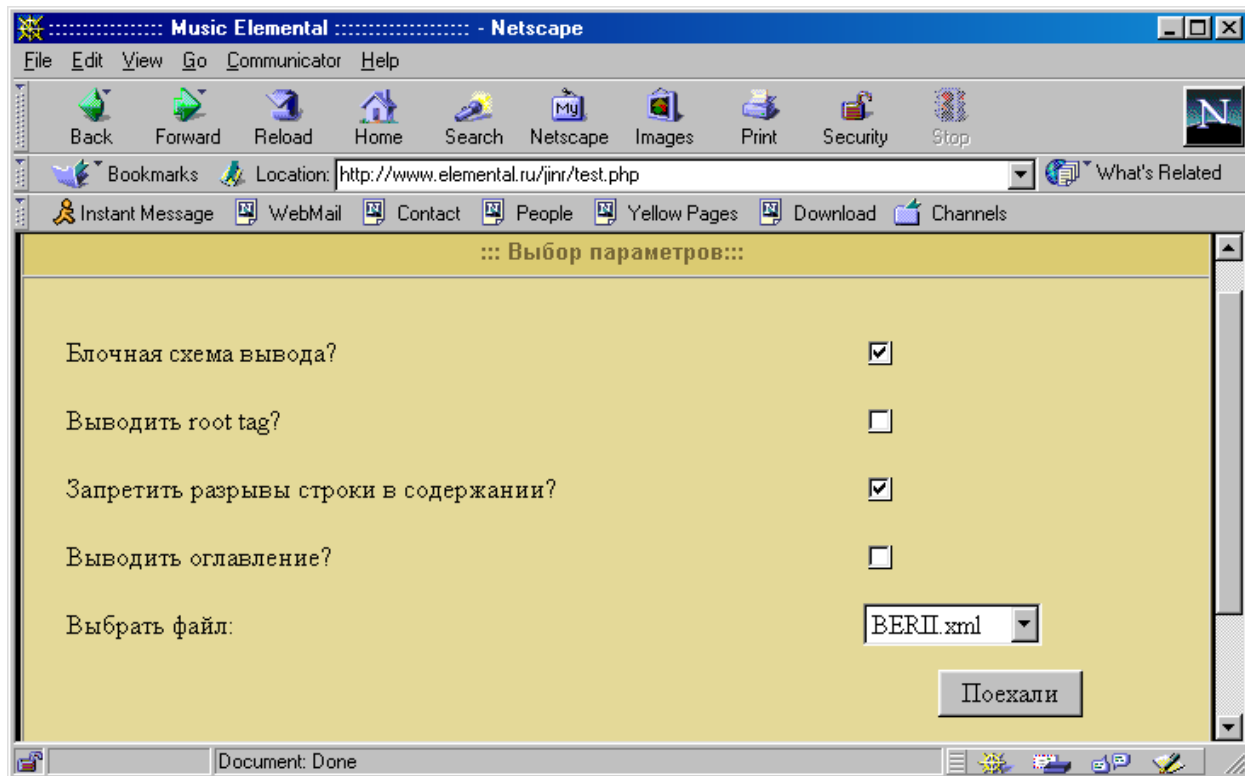 ::::::::::::::::: Music Elemental :::::::::::::::::::: - Netscape
File Edit View Go Communicator Help
Back Forward Reload Home Search Netscape Images Print Security Stop
My
N
Bookmarks Location: http://www.elemental.ru/jinr/test.php What's Related
Instant Message WebMail Contact People Yellow Pages Download Channels
::: Выбор параметров:::
Блочная схема вывода?
Выводить root tag?
Запретить разрывы строки в содержании?
Выводить оглавление?
Выбрать файл: BERII.xml
Поехали
Document: Done